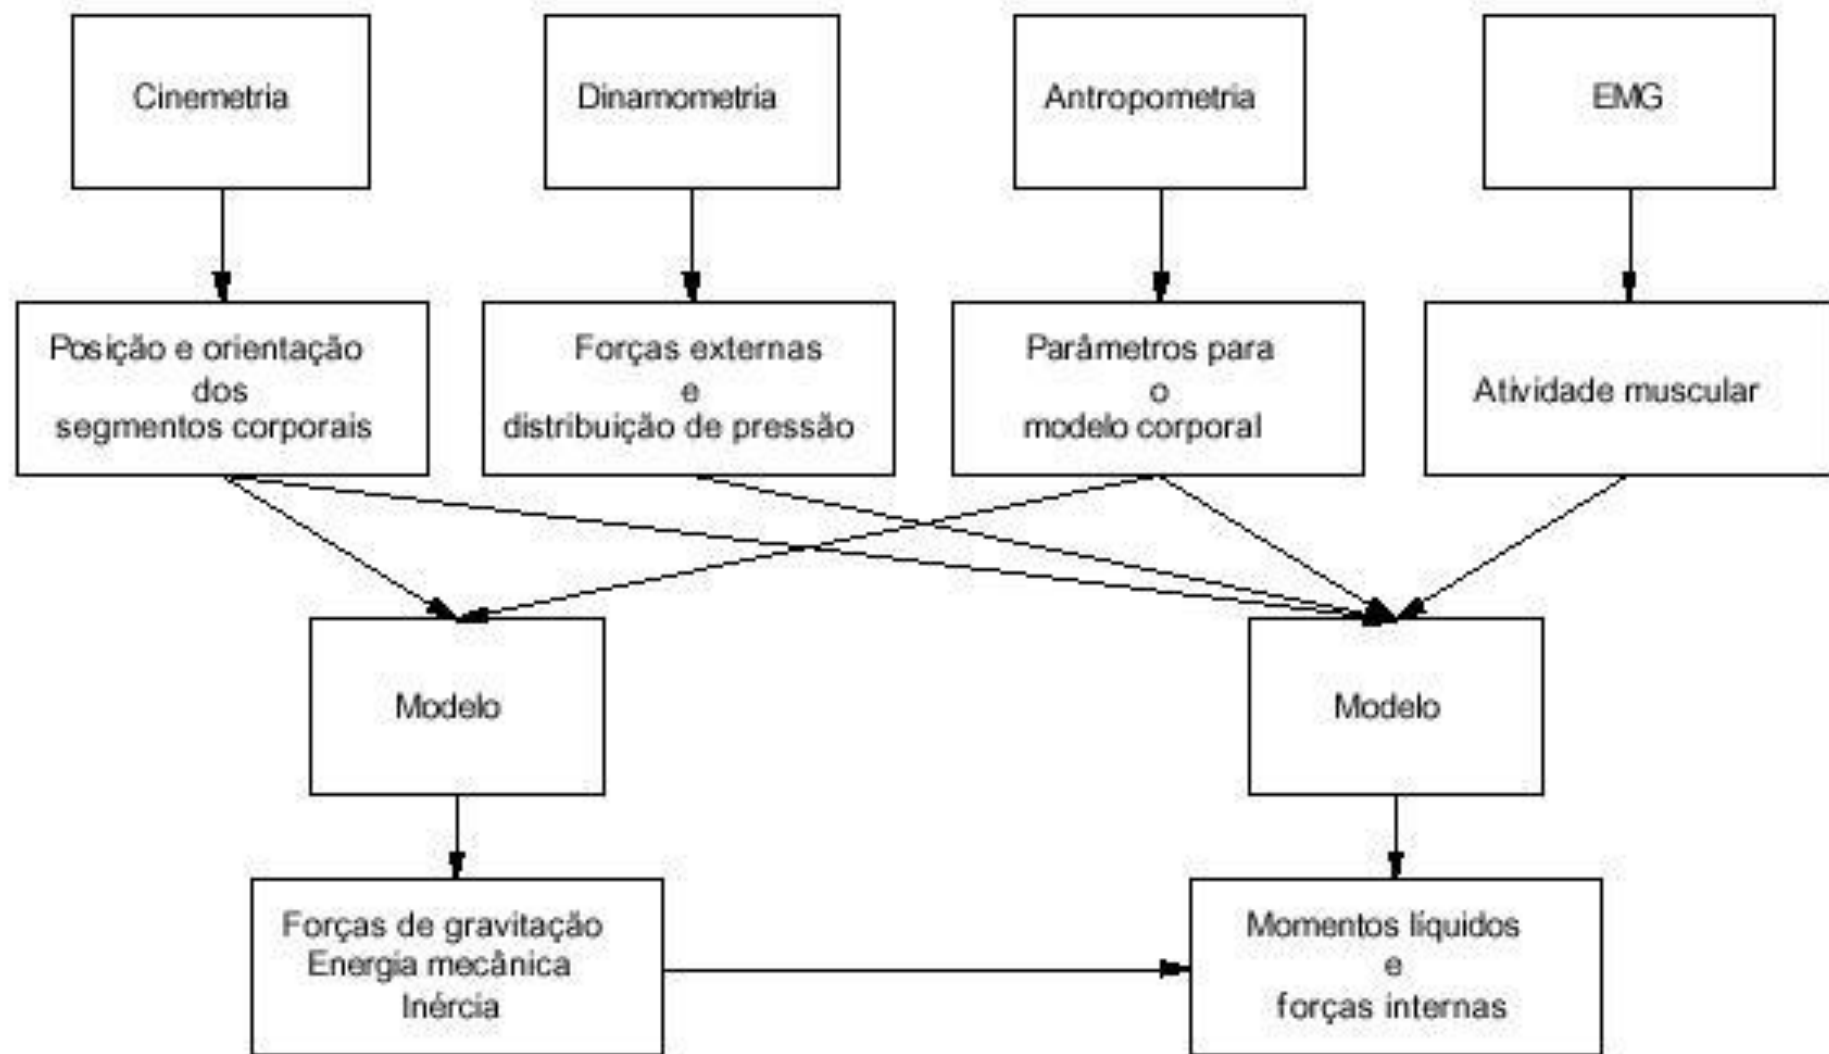 Cinemetria
Dinamometria
Antropometria
EMG
Posição e orientação
dos
segmentos corporais
Forças externas
e
distribuição de pressão
Parâmetros para
o
modelo corporal
Atividade muscular
Modelo
Modelo
Forças de gravitação
Energia mecânica
Inércia
Momentos líquidos
e
forças internas